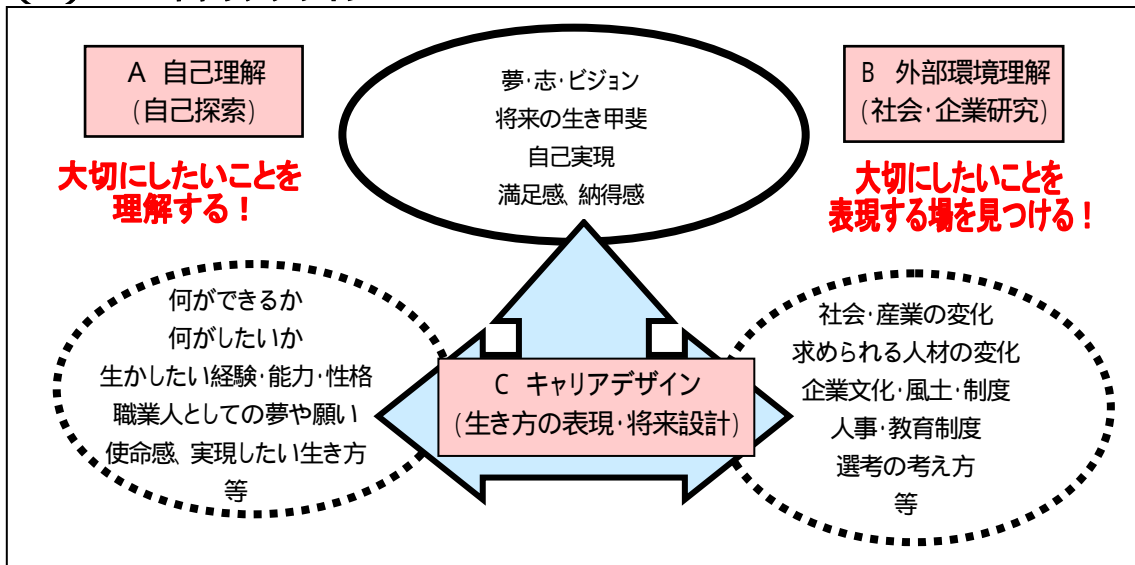 A 自己理解
(自己探索)
大切にしたいことを
理解する！
夢・志・ビジョン
将来の生き甲斐
自己実現
満足感、納得感
B 外部環境理解
(社会・企業研究)
大切にしたいことを
表現する場を見つける！
何ができるか
何がしたいか
生かしたい経験・能力・性格
職業人としての夢や願い
使命感、実現したい生き方
等
C キャリアデザイン
(生き方の表現・将来設計)
社会・産業の変化
求められる人材の変化
企業文化・風土・制度
人事・教育制度
選考の考え方
等